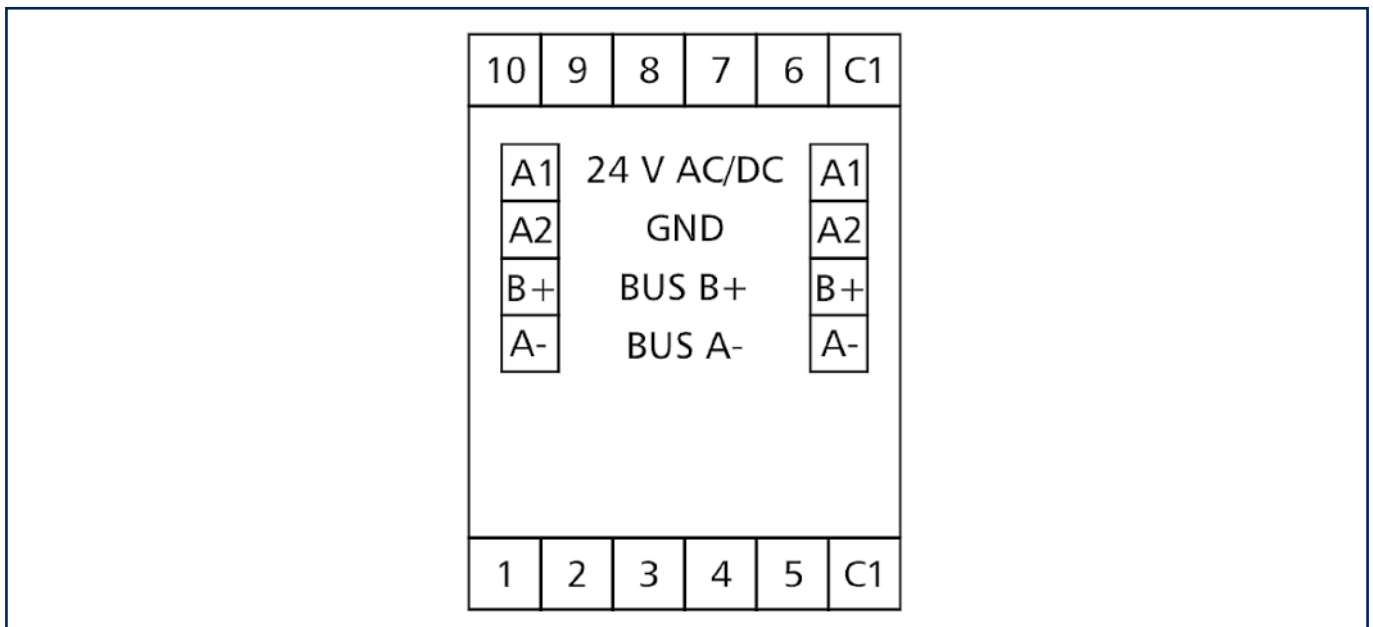 10 9 8 7 6 C1
A1 24 V AC/DC A1
A2 GND A2
B+ BUS B+ B+
A- BUS A- A-
1 2 3 4 5 C1